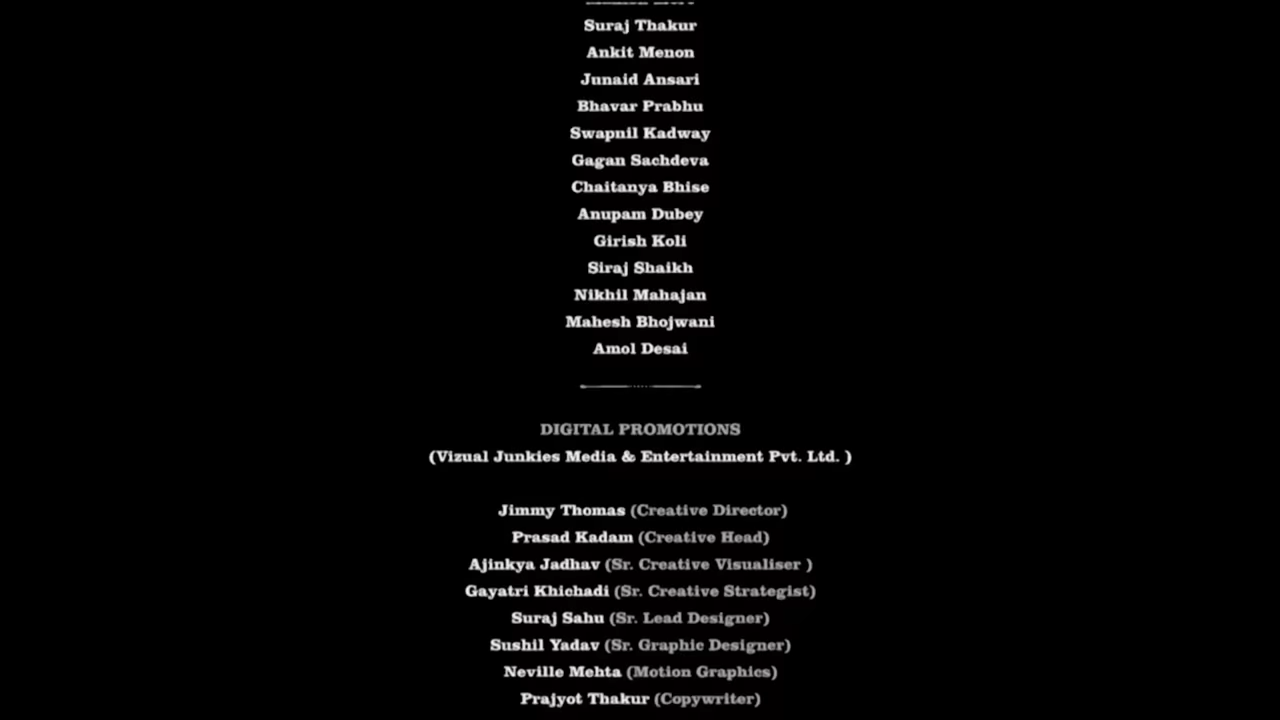 Suraj Thakur
Ankit Menon
Junaid Ansari
Bhavar Prabhu
Swapnil Kadway
Gagan Sachdeva
Chaitanya Bhise
Anupam Dubey
Girish Koli
Siraj Shaikh
Nikhil Mahajan
Mahesh Bhojwani
Amol Desai
DIGITAL PROMOTIONS
(Vizual Junkies Media & Entertainment Pvt. Ltd. )
Jimmy Thomas (Creative Director)
Prasad Kadam (Creative Head)
Ajinkya Jadhav (Sr. Creative Visualiser )
Gayatri Khichadi (Sr. Creative Strategist)
Suraj Sahu (Sr. Lead Designer)
Sushil Yadav (Sr. Graphic Designer)
Neville Mehta (Motion Graphics)
Prajyot Thakur (Copywriter)